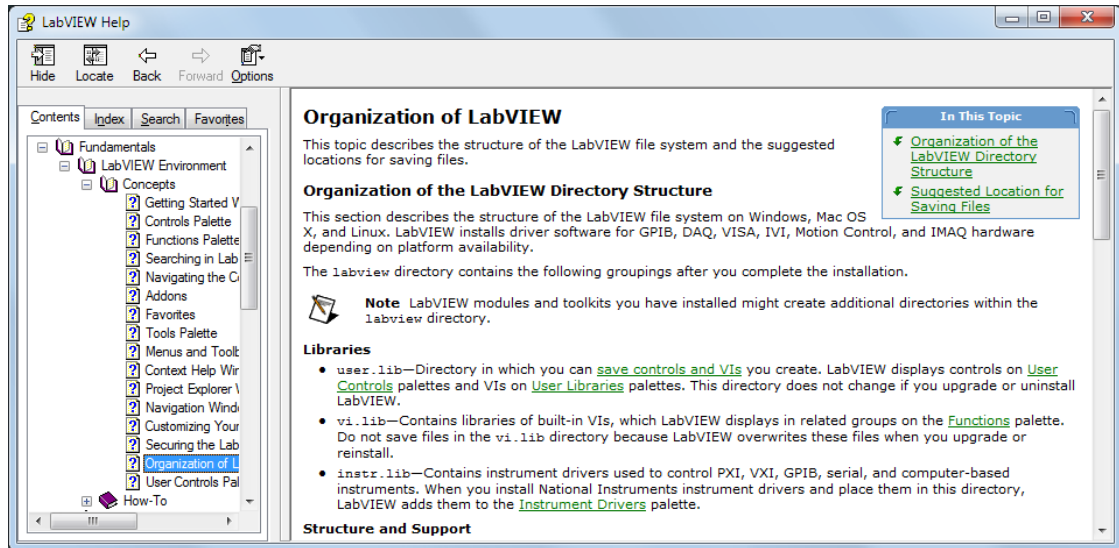 LabVIEW Help
Hide Locate Back Forward Options
Contents Index Search Favorites
Fundamentals
LabVIEW Environment
Concepts
Getting Started
Controls Palette
Functions Palette
Searching in Lab
Navigating the
Addons
Favorites
Tools Palette
Menus and Toolb
Context Help Wir
Project Explorer
Navigation Wind
Customizing Your
Securing the Lab
Organization of L
User Controls Pal
How-To
Organization of LabVIEW
This topic describes the structure of the LabVIEW file system and the suggested
locations for saving files.
In This Topic
Organization of the
LabVIEW Directory
Structure
Suggested Location for
Saving Files
Organization of the LabVIEW Directory Structure
This section describes the structure of the LabVIEW file system on Windows, Mac OS
X, and Linux. LabVIEW installs driver software for GPIB, DAQ, VISA, IVI, Motion Control, and IMAQ hardware
depending on platform availability.
The labview directory contains the following groupings after you complete the installation.
Note LabVIEW modules and toolkits you have installed might create additional directories within the
labview directory.
Libraries
• user.lib—Directory in which you can save controls and VIs you create. LabVIEW displays controls on User
Controls palettes and VIs on User Libraries palettes. This directory does not change if you upgrade or uninstall
LabVIEW.
• vi.lib—Contains libraries of built-in VIs, which LabVIEW displays in related groups on the Functions palette.
Do not save files in the vi.lib directory because LabVIEW overwrites these files when you upgrade or
reinstall.
• instr.lib—Contains instrument drivers used to control PXI, VXI, GPIB, serial, and computer-based
instruments. When you install National Instruments instrument drivers and place them in this directory,
LabVIEW adds them to the Instrument Drivers palette.
Structure and Support